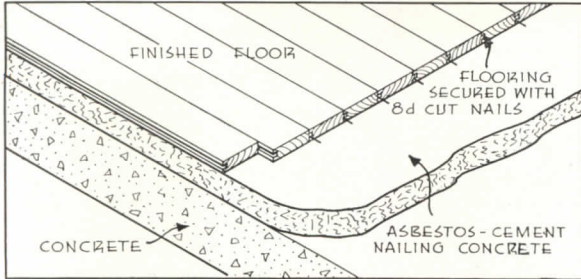 FINISHED FLOOR
FLOORING
SECURED WITH
8d CUT NAILS
CONCRETE
ASBESTOS-CEMENT
NAILING CONCRETE